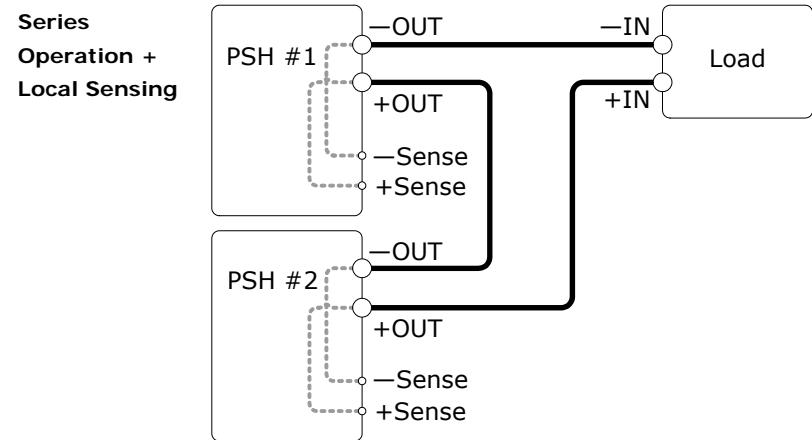 Series
Operation +
Local Sensing
PSH #1
—OUT
+OUT
—Sense
+Sense
—IN
+IN
Load
PSH #2
—OUT
+OUT
—Sense
+Sense